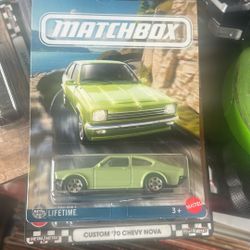 MATCHBOX
LIFETIME
3+
MATTEL
CUSTOM '70 CHEVY NOVA